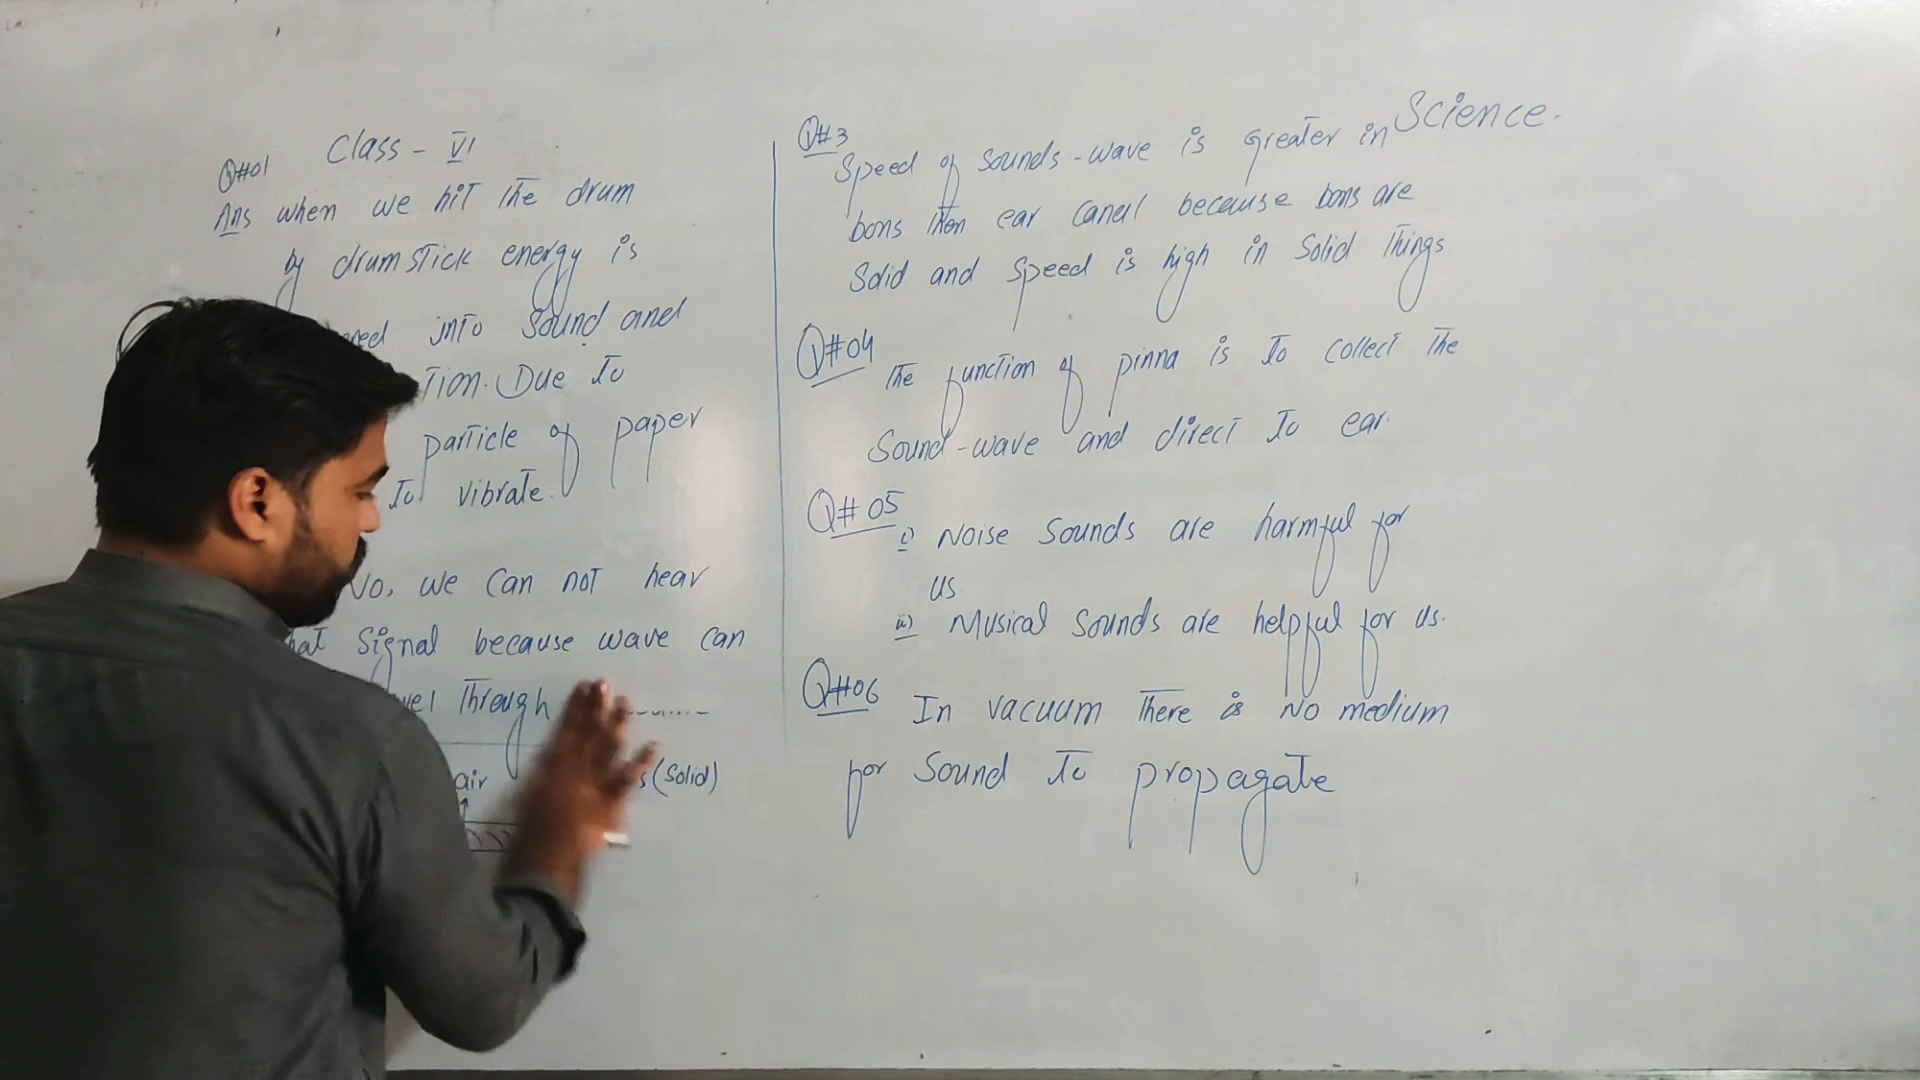 Class - VI
Q#01
Ans when we hit the drum
by drumstick energy is
into Sound and
tion. Due to
particle of paper
to vibrate.
No, we can not hear
Signal because wave can
through
air (Solid)
Science.
Q#3
Speed of sounds-wave is greater in
bons then ear canal because bons are
Solid and speed is high in solid things
Q#04
The function of pinna is to collect the
Sound-wave and direct to ear.
Q#05
i) Noise sounds are harmful for
us.
ii) Musical sounds are helpful for us.
Q#06
In vacuum there is No medium
for sound to propagate